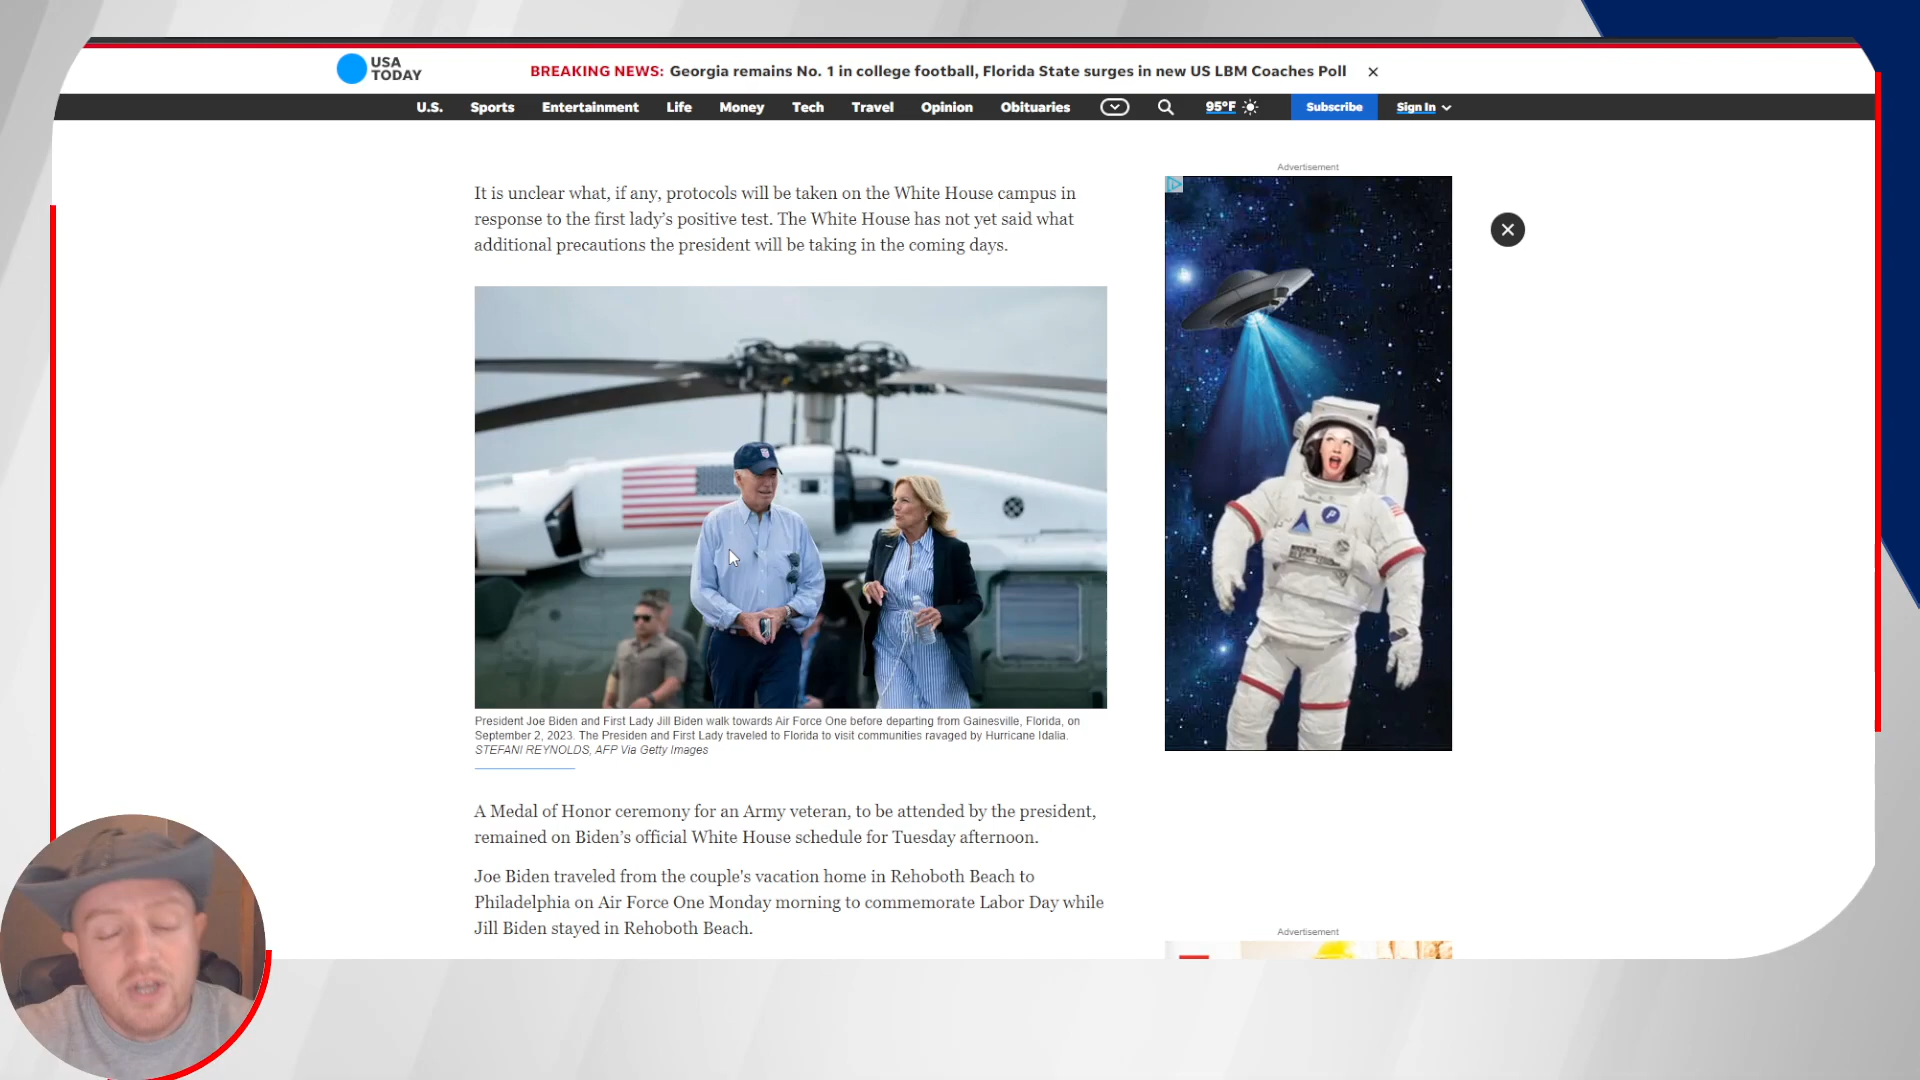 USA
TODAY
BREAKING NEWS: Georgia remains No. 1 in college football, Florida State surges in new US LBM Coaches Poll
U.S. Sports Entertainment Life Money Tech Travel Opinion Obituaries 95°F Subscribe Sign In
Advertisement
It is unclear what, if any, protocols will be taken on the White House campus in
response to the first lady's positive test. The White House has not yet said what
additional precautions the president will be taking in the coming days.
President Joe Biden and First Lady Jill Biden walk towards Air Force One before departing from Gainesville, Florida, on
September 2, 2023. The Presiden and First Lady traveled to Florida to visit communities ravaged by Hurricane Idalia.
STEFANI REYNOLDS, AFP Via Getty Images
A Medal of Honor ceremony for an Army veteran, to be attended by the president,
remained on Biden's official White House schedule for Tuesday afternoon.
Joe Biden traveled from the couple's vacation home in Rehoboth Beach to
Philadelphia on Air Force One Monday morning to commemorate Labor Day while
Jill Biden stayed in Rehoboth Beach.
Advertisement